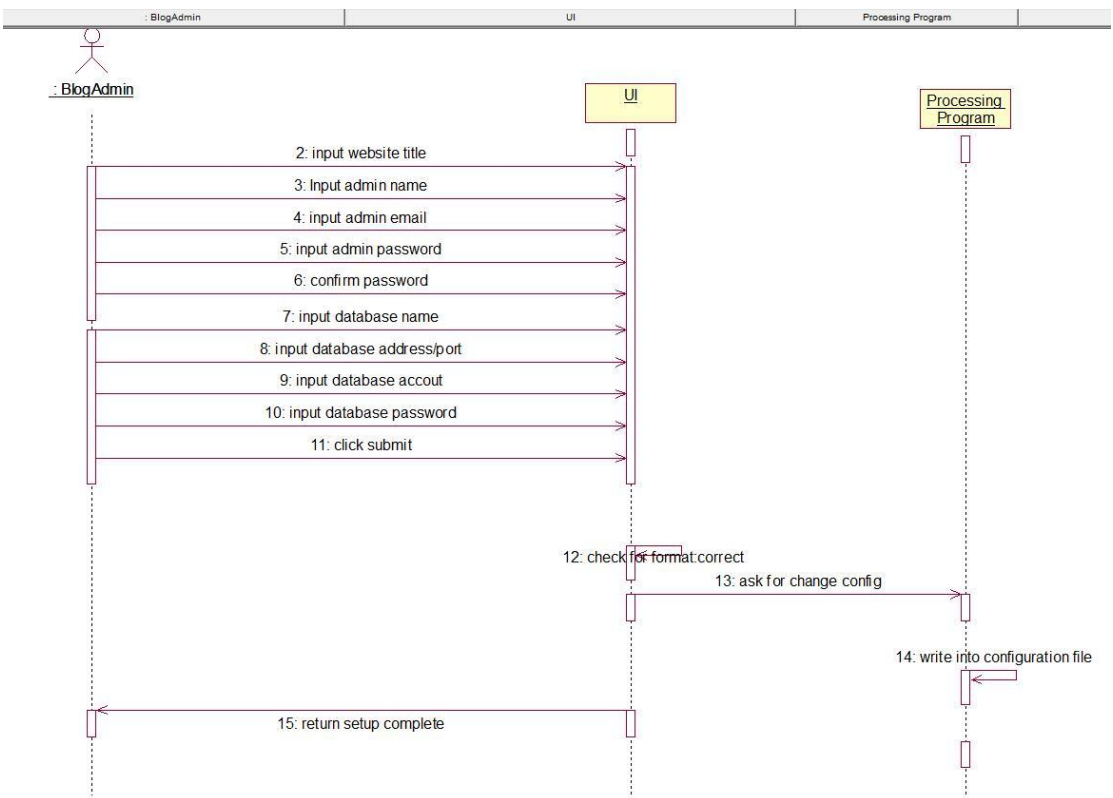 : BlogAdmin
UI
Processing Program
: BlogAdmin
UI
Processing
Program
2: input website title
3: Input admin name
4: input admin email
5: input admin password
6: confirm password
7: input database name
8: input database address/port
9: input database accout
10: input database password
11: click submit
12: check for format:correct
13: ask for change config
14: write into configuration file
15: return setup complete